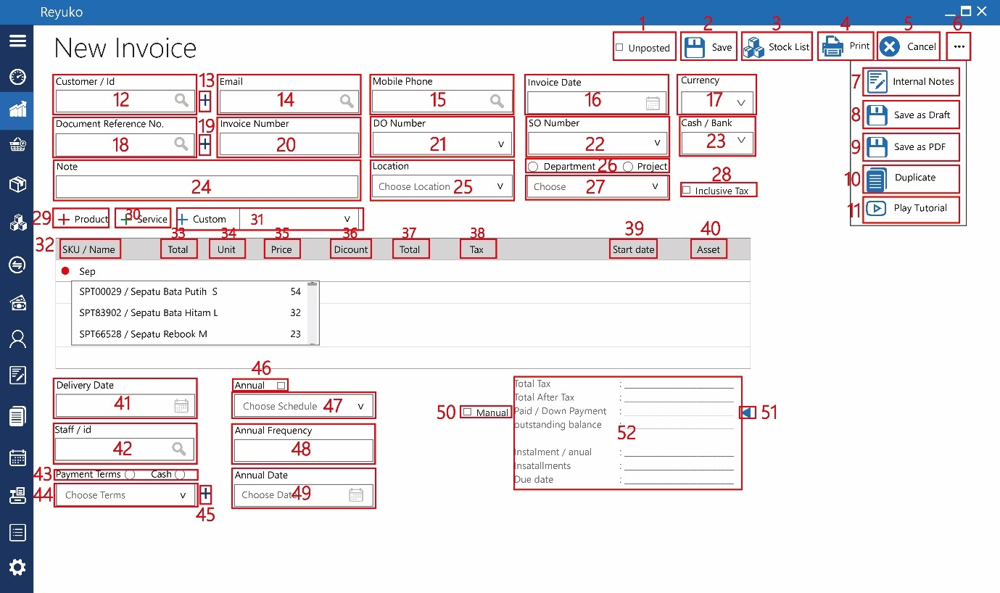 Reyuko
New Invoice
1 2 3 4 5 6
Unposted Save Stock List Print Cancel ...
7 Internal Notes
8 Save as Draft
9 Save as PDF
10 Duplicate
11 Play Tutorial
Customer / Id 13 Email Mobile Phone Invoice Date Currency
12 14 15 16 17
Document Reference No. 19 Invoice Number DO Number SO Number Cash / Bank
18 20 21 22 23
Note Location Department 26 Project
24 Choose Location 25 Choose 27 28
Inclusive Tax
29 + Product + 30 Service + Custom 31
32 33 34 35 36 37 38 39 40
SKU / Name Total Unit Price Dicount Total Tax Start date Asset
Sep
SPT00029 / Sepatu Bata Putih S 54
SPT83902 / Sepatu Bata Hitam L 32
SPT66528 / Sepatu Rebook M 23
46
Delivery Date Annual
41 Choose Schedule 47
Staff / id Annual Frequency
42 48
43 Payment Terms Cash Annual Date
44 Choose Terms Choose Dat 49
45
50 Manual
Total Tax : ____
Total After Tax : ____
Paid / Down Payment : ____ 51
outstanding balance : ____
52
Instalment / anual : ____
Insatallments : ____
Due date : ____